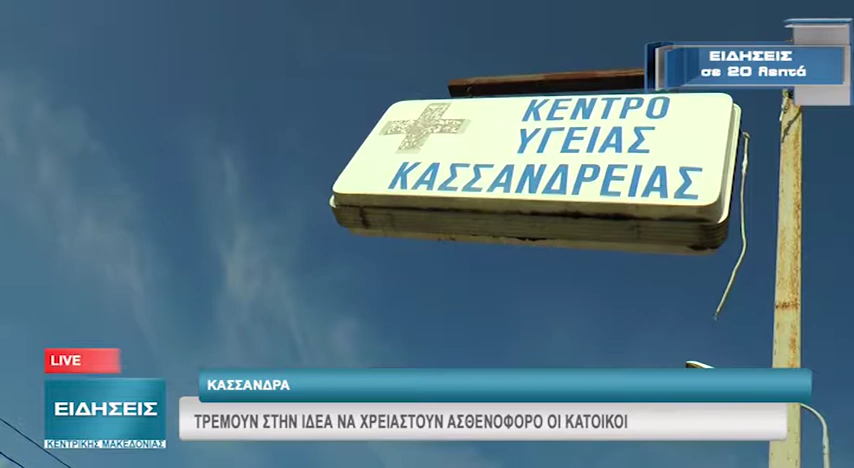 ΕΙΔΗΣΕΙΣ
σε 20 λεπτά
ΚΕΝΤΡΟ
ΥΓΕΙΑΣ
ΚΑΣΣΑΝΔΡΕΙΑΣ
LIVE
ΚΑΣΣΑΝΔΡΑ
ΕΙΔΗΣΕΙΣ
ΚΕΝΤΡΙΚΗΣ ΜΑΚΕΔΟΝΙΑΣ
ΤΡΕΜΟΥΝ ΣΤΗΝ ΙΔΕΑ ΝΑ ΧΡΕΙΑΣΤΟΥΝ ΑΣΘΕΝΟΦΟΡΟ ΟΙ ΚΑΤΟΙΚΟΙ